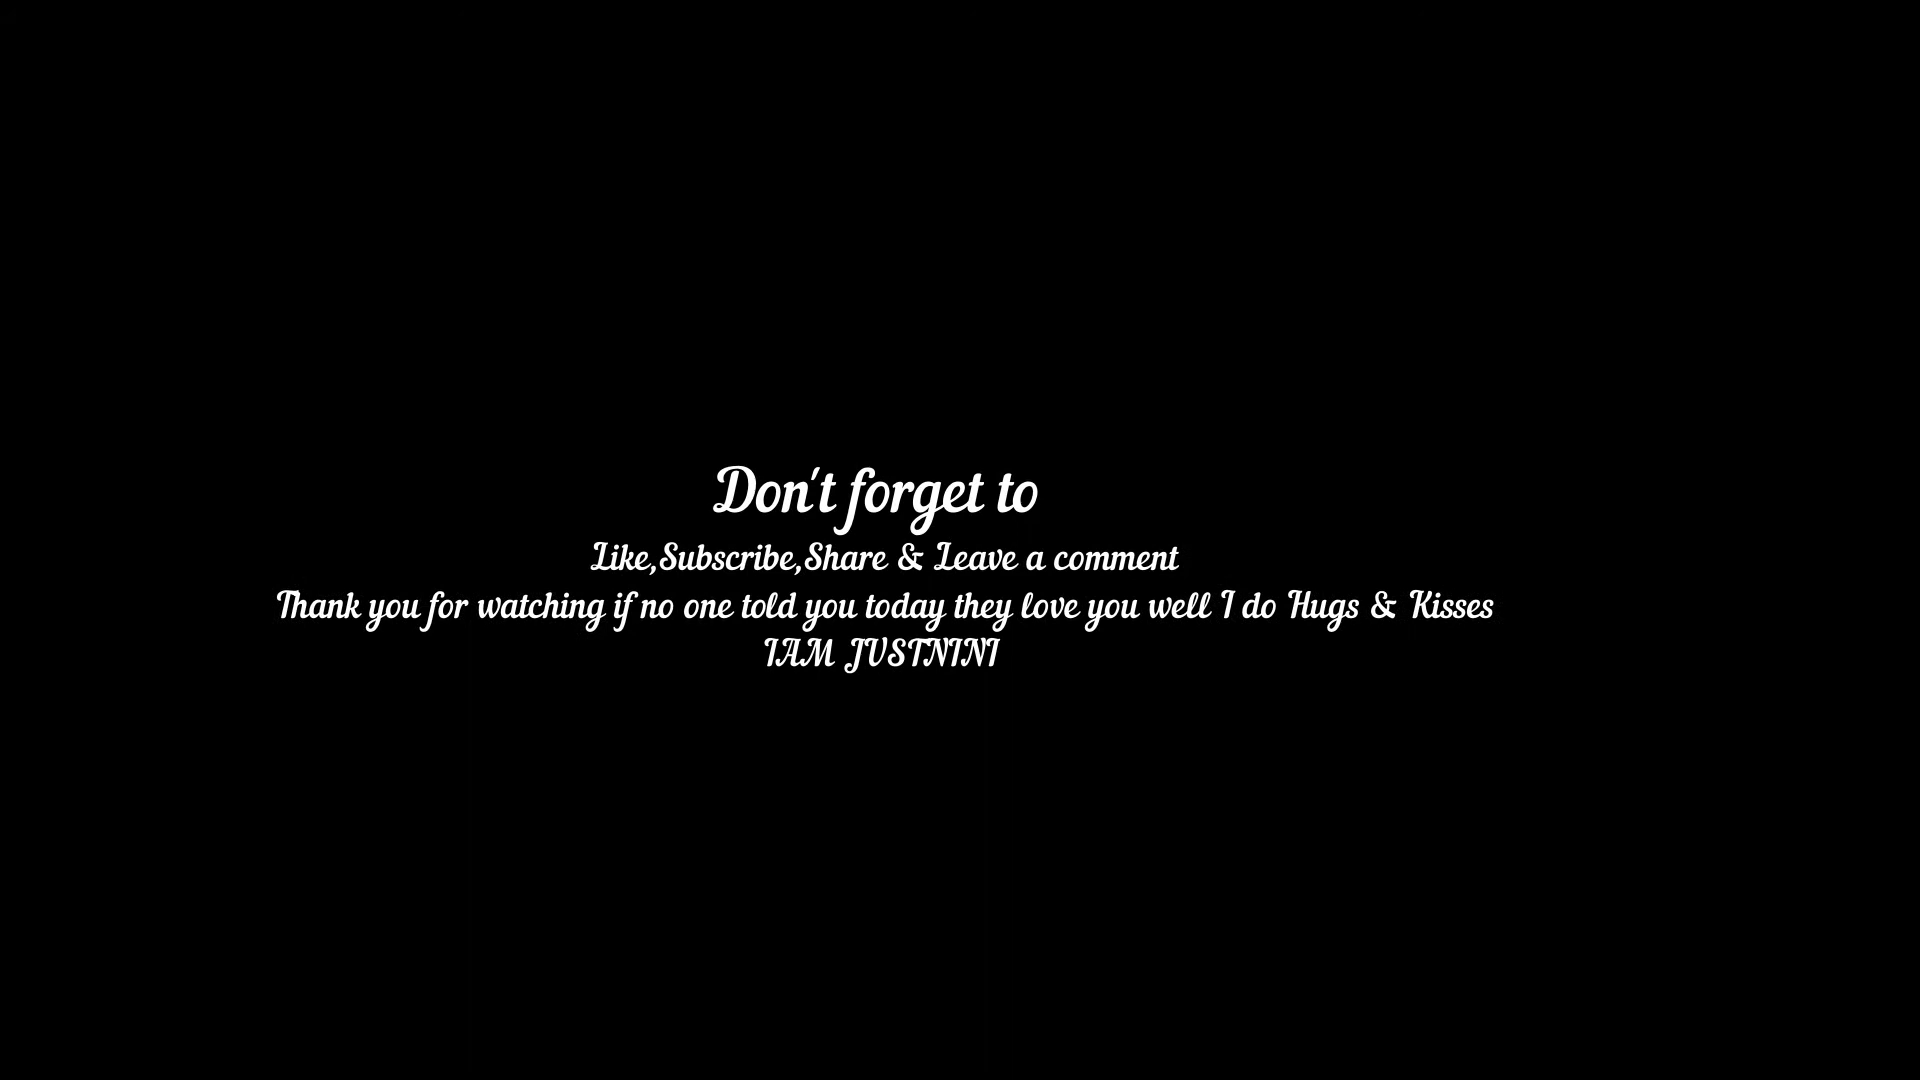 Don't forget to
Like,Subscribe,Share & Leave a comment
Thank you for watching if no one told you today they love you well I do Hugs & Kisses
IAM JUSTNINI